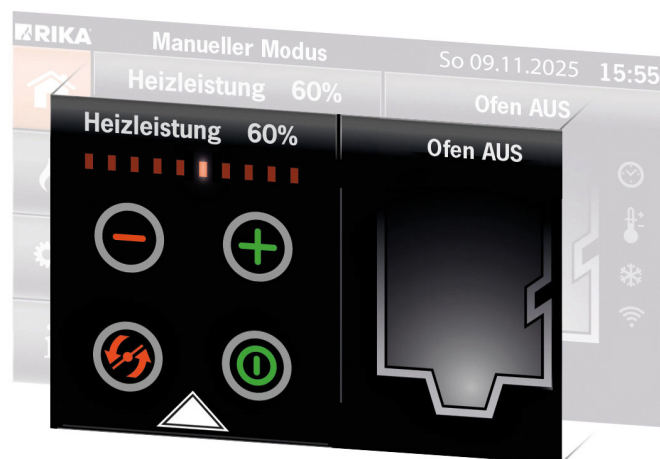 RIKA
Manueller Modus
So 09.11.2025 15:55
Heizleistung 60%
Ofen AUS
Heizleistung 60%
Ofen AUS